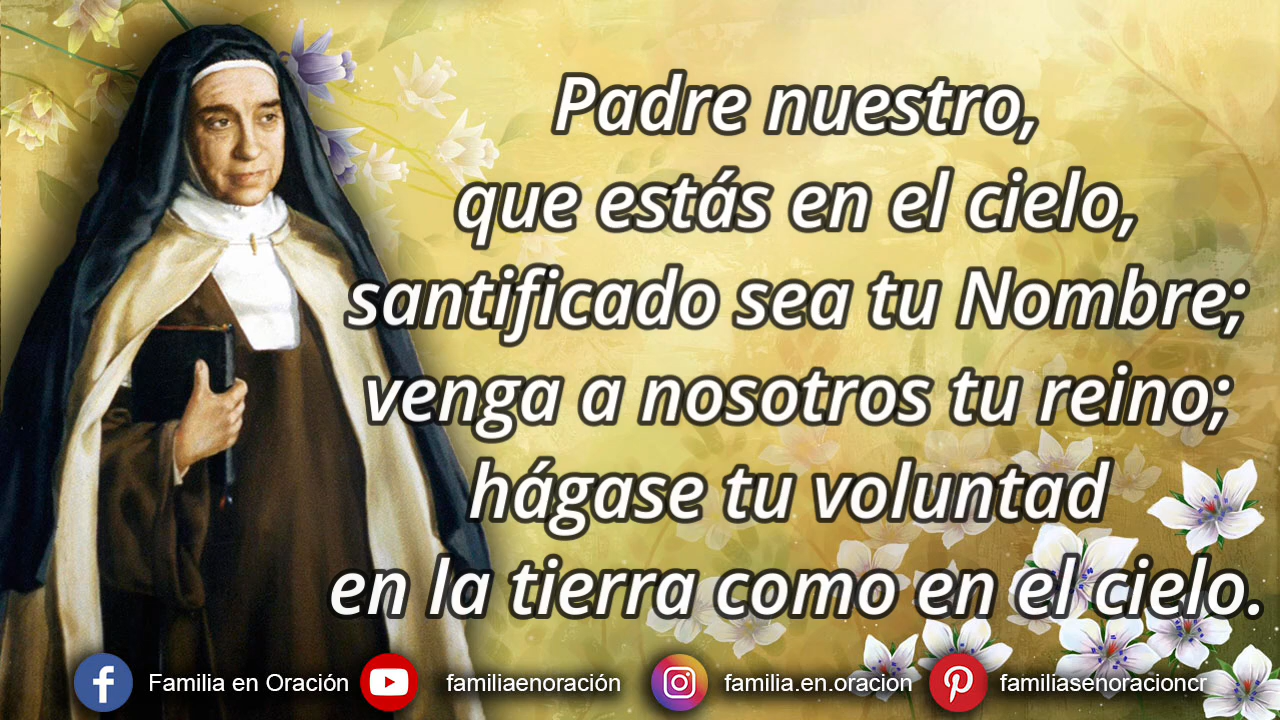 Padre nuestro,
que estás en el cielo,
santificado sea tu Nombre;
venga a nosotros tu reino;
hágase tu voluntad
en la tierra como en el cielo.
Familia en Oración familiaenoración familia.en.oracion familiasenoracioncr